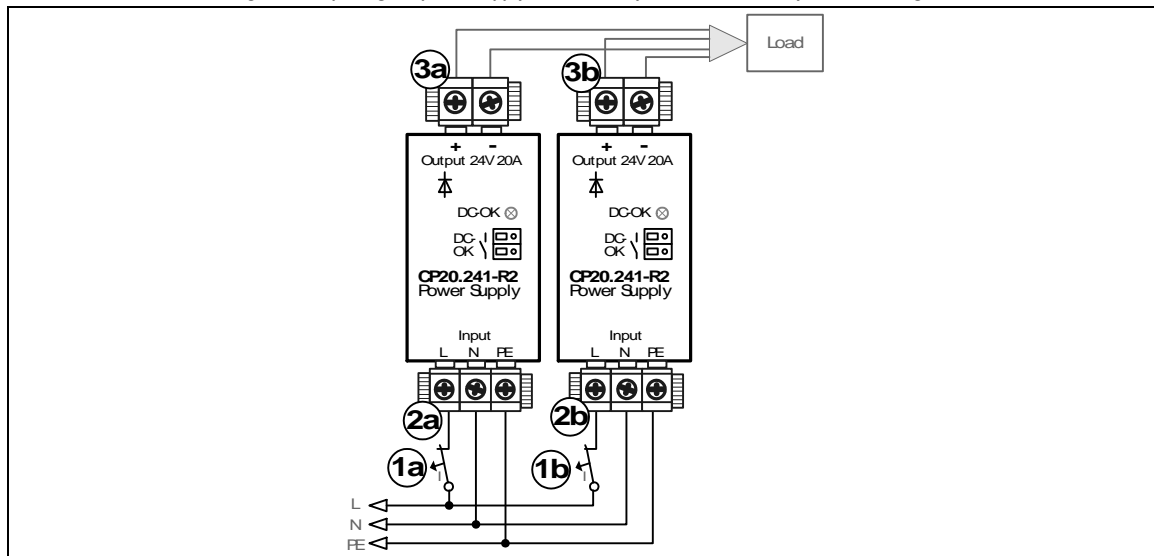 Load
3a
3b
+ -
Output 24V 20A
DC-OK
DC-
OK
CP20.241-R2
Power Supply
Input
L N PE
+ -
Output 24V 20A
DC-OK
DC-
OK
CP20.241-R2
Power Supply
Input
L N PE
2a
2b
1a
I
1b
I
L
N
PE